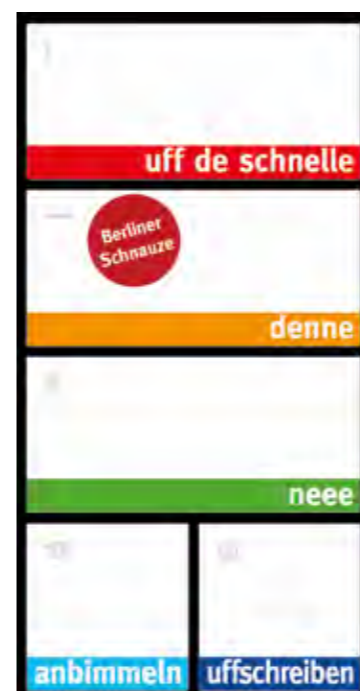 uff de schnelle
Berliner
Schnauze
denne
neee
anbimmeln
uffschreiben